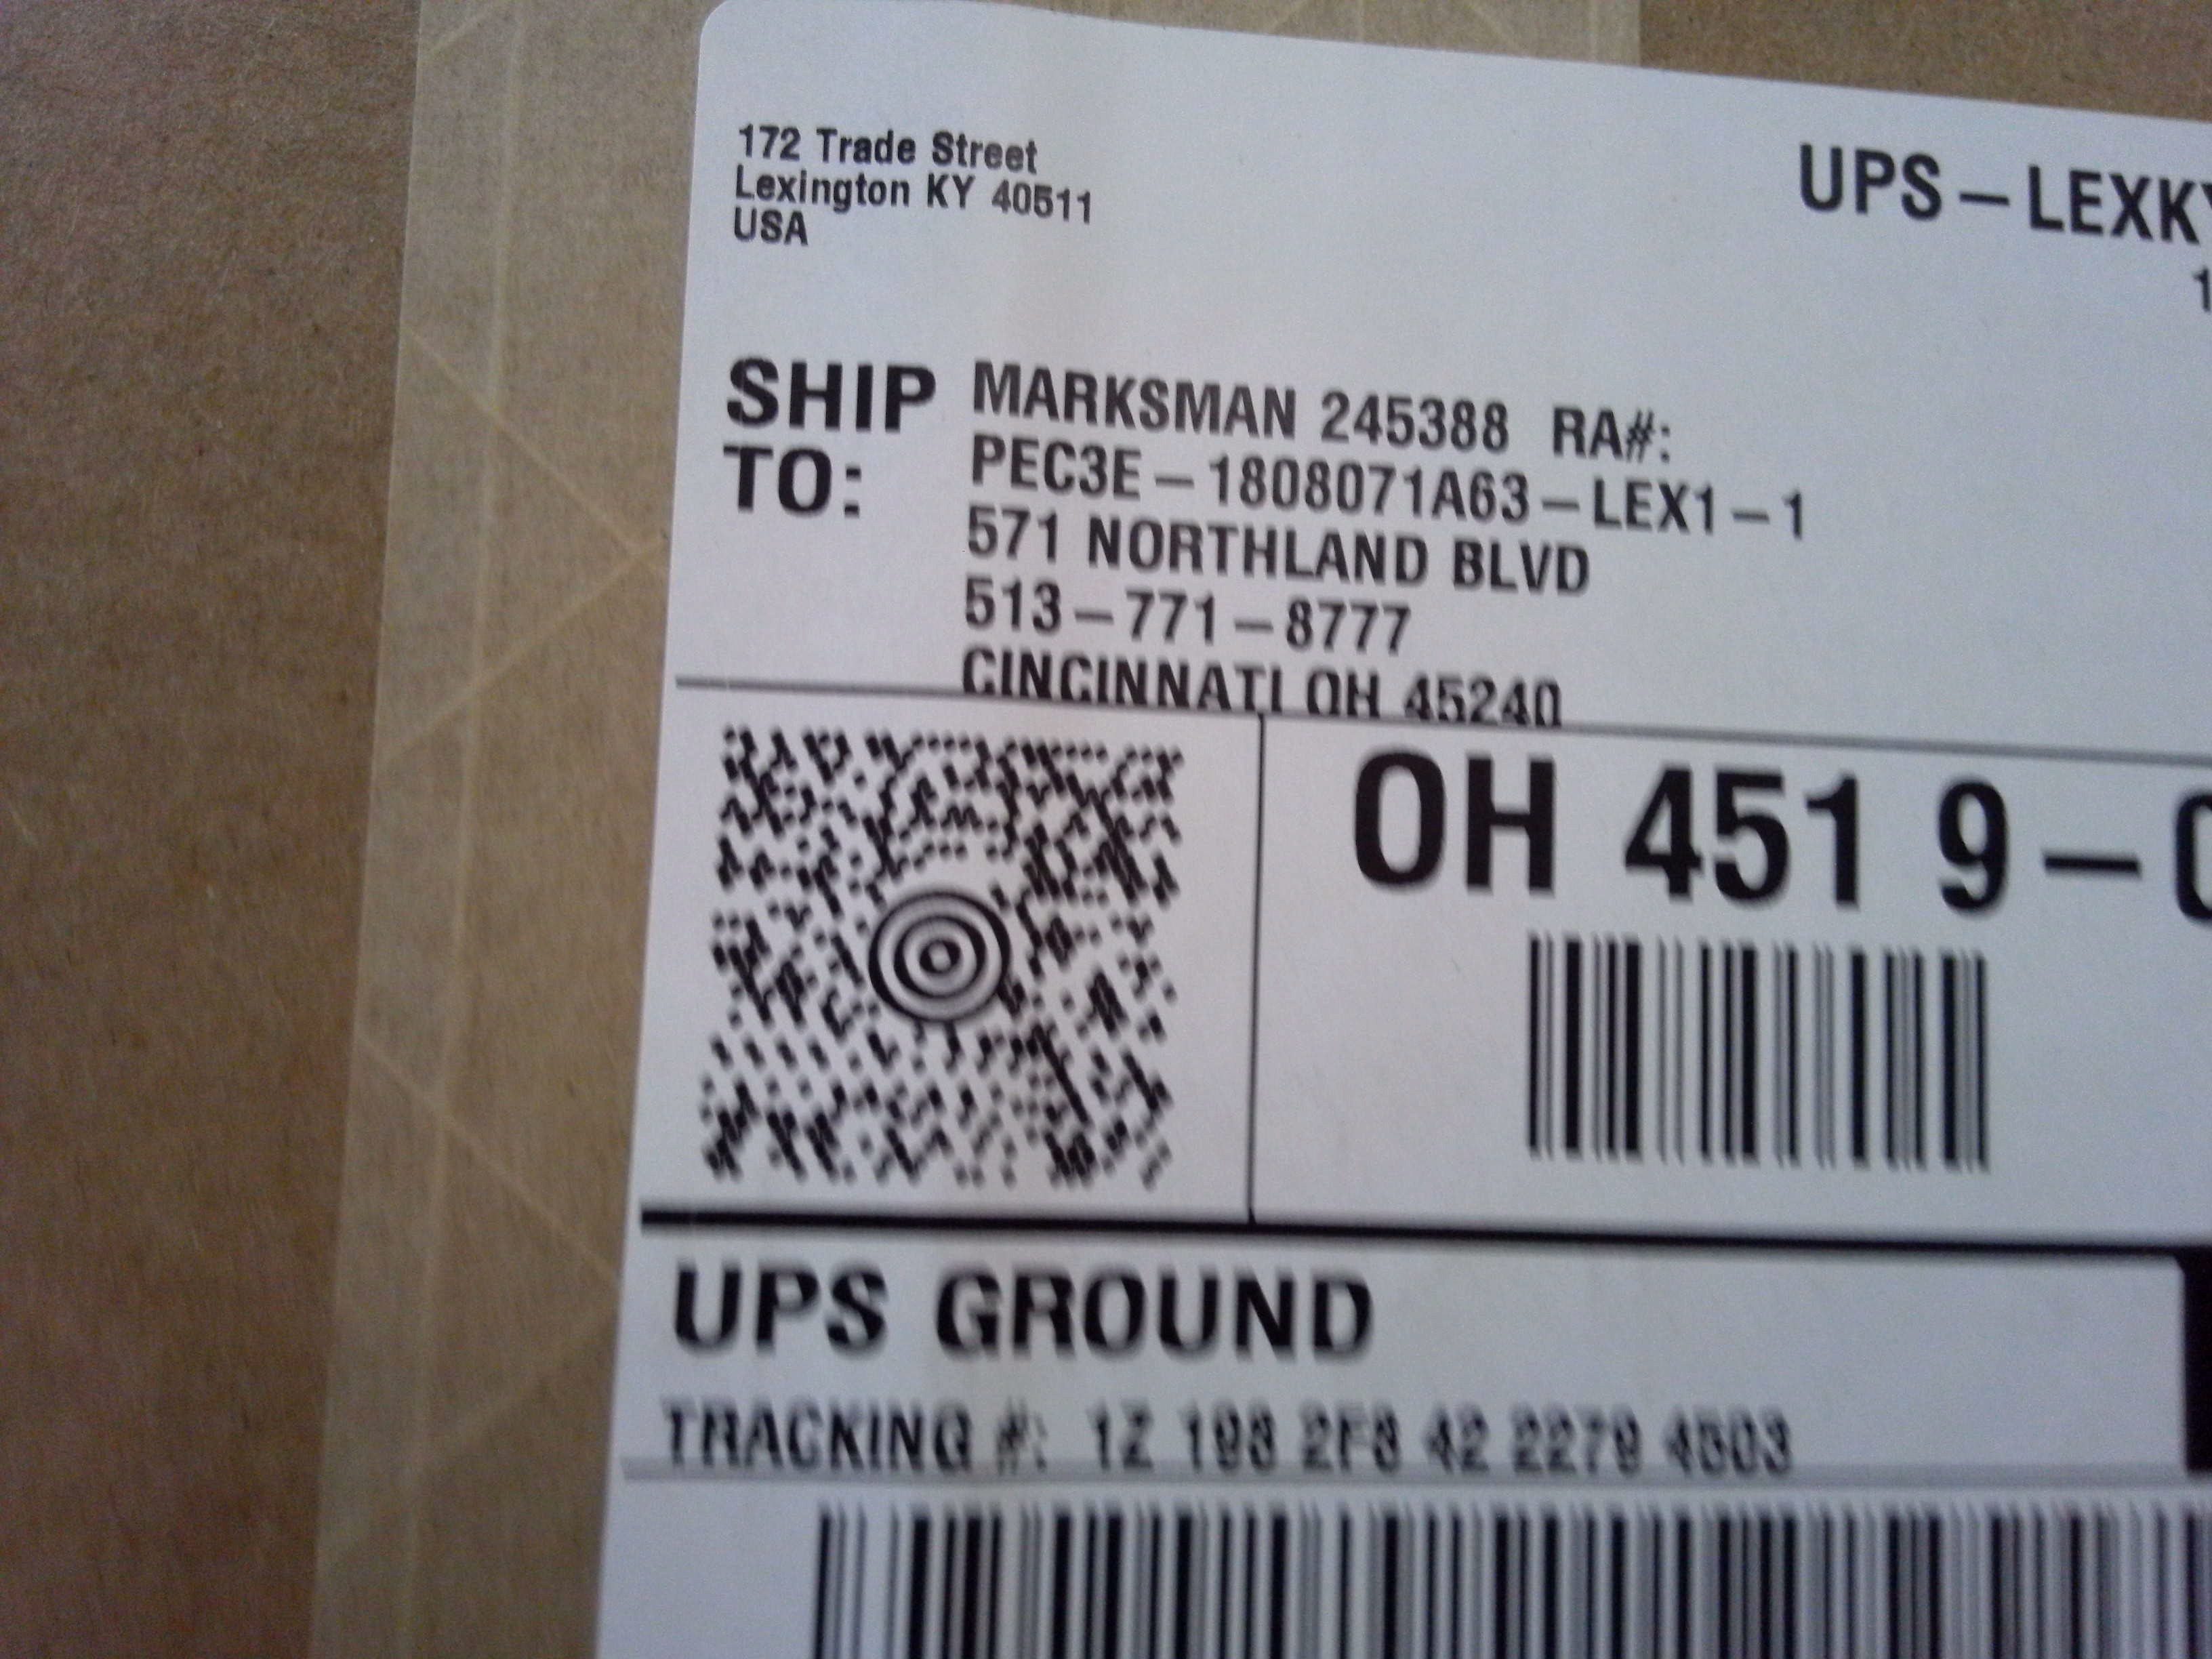 172 Trade Street
Lexington KY 40511
USA
UPS – LEXKY
1
SHIP TO:
MARKSMAN 245388 RA#:
PEC3E – 1808071A63 – LEX1 – 1
571 NORTHLAND BLVD
513 – 771 – 8777
CINCINNATI OH 45240
OH 451 9 –
UPS GROUND
TRACKING #: 1Z 198 2F8 42 2279 4503